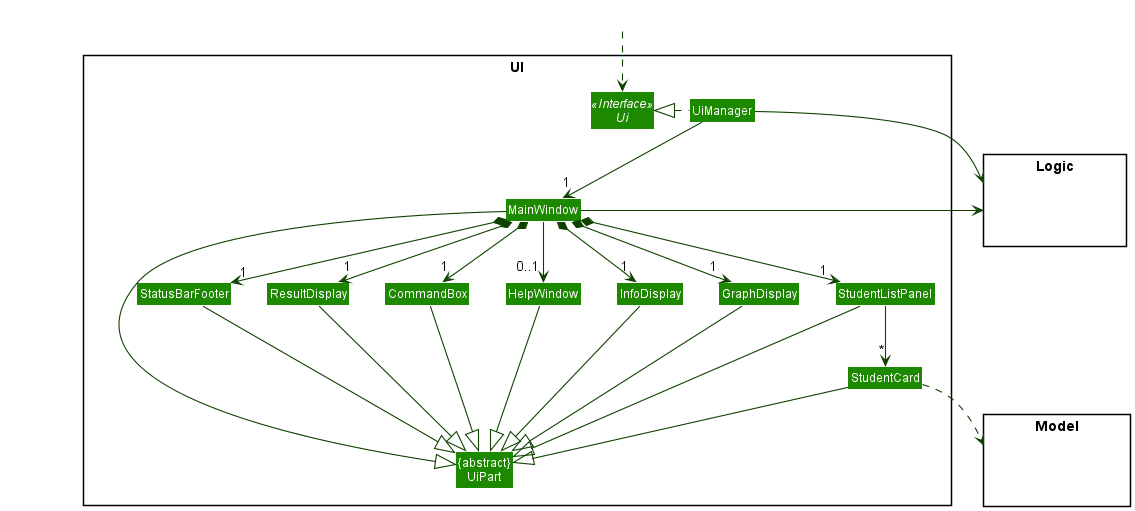 UI
«Interface»
Ui
UiManager
Logic
1
MainWindow
1
1
1
0..1
1
1
1
StatusBarFooter
ResultDisplay
CommandBox
HelpWindow
InfoDisplay
GraphDisplay
StudentListPanel
*
StudentCard
Model
{abstract}
UiPart